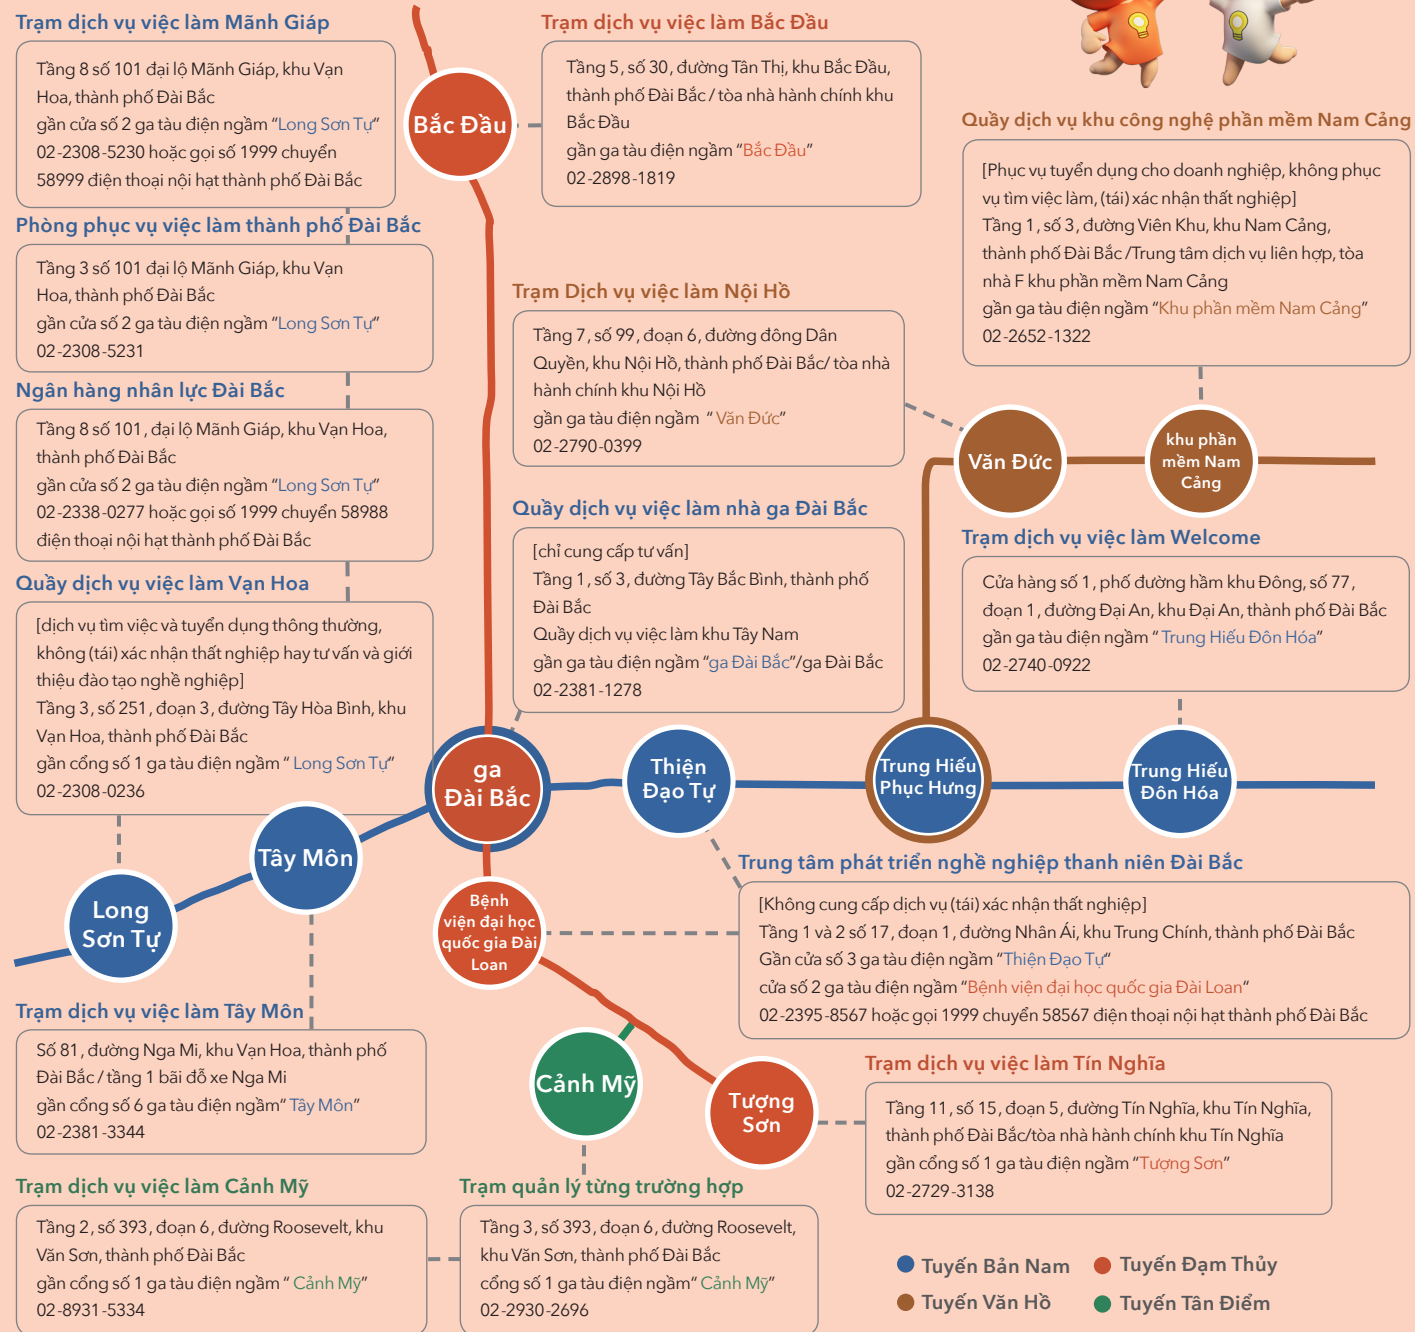 Trạm dịch vụ việc làm Mãnh Giáp
Tầng 8 số 101 đại lộ Mãnh Giáp, khu Vạn
Hoa, thành phố Đài Bắc
gần cửa số 2 ga tàu điện ngầm “Long Sơn Tự”
02-2308-5230 hoặc gọi số 1999 chuyển
58999 điện thoại nội hạt thành phố Đài Bắc
Phòng phục vụ việc làm thành phố Đài Bắc
Tầng 3 số 101 đại lộ Mãnh Giáp, khu Vạn
Hoa, thành phố Đài Bắc
gần cửa số 2 ga tàu điện ngầm “Long Sơn Tự”
02-2308-5231
Ngân hàng nhân lực Đài Bắc
Tầng 8 số 101, đại lộ Mãnh Giáp, khu Vạn Hoa,
thành phố Đài Bắc
gần cửa số 2 ga tàu điện ngầm “Long Sơn Tự”
02-2338-0277 hoặc gọi số 1999 chuyển 58988
điện thoại nội hạt thành phố Đài Bắc
Quầy dịch vụ việc làm Vạn Hoa
[dịch vụ tìm việc và tuyển dụng thông thường,
không (tái) xác nhận thất nghiệp hay tư vấn và giới
thiệu đào tạo nghề nghiệp]
Tầng 3, số 251, đoạn 3, đường Tây Hòa Bình, khu
Vạn Hoa, thành phố Đài Bắc
gần cổng số 1 ga tàu điện ngầm “ Long Sơn Tự”
02-2308-0236
Bắc Đầu
Trạm dịch vụ việc làm Bắc Đầu
Tầng 5, số 30, đường Tân Thị, khu Bắc Đầu,
thành phố Đài Bắc / tòa nhà hành chính khu
Bắc Đầu
gần ga tàu điện ngầm “Bắc Đầu”
02-2898-1819
Quầy dịch vụ khu công nghệ phần mềm Nam Cảng
[Phục vụ tuyển dụng cho doanh nghiệp, không phục
vụ tìm việc làm, (tái) xác nhận thất nghiệp]
Tầng 1, số 3, đường Viên Khu, khu Nam Cảng,
thành phố Đài Bắc /Trung tâm dịch vụ liên hợp, tòa
nhà F khu phần mềm Nam Cảng
gần ga tàu điện ngầm “Khu phần mềm Nam Cảng”
02-2652-1322
Trạm Dịch vụ việc làm Nội Hồ
Tầng 7, số 99, đoạn 6, đường đông Dân
Quyền, khu Nội Hồ, thành phố Đài Bắc/ tòa nhà
hành chính khu Nội Hồ
gần ga tàu điện ngầm “ Văn Đức”
02-2790-0399
Văn Đức
khu phần
mềm Nam
Cảng
Quầy dịch vụ việc làm nhà ga Đài Bắc
[chỉ cung cấp tư vấn]
Tầng 1, số 3, đường Tây Bắc Bình, thành phố
Đài Bắc
Quầy dịch vụ việc làm khu Tây Nam
gần ga tàu điện ngầm “ga Đài Bắc”/ga Đài Bắc
02-2381-1278
Trạm dịch vụ việc làm Welcome
Cửa hàng số 1, phố đường hầm khu Đông, số 77,
đoạn 1, đường Đại An, khu Đại An, thành phố Đài Bắc
gần ga tàu điện ngầm “ Trung Hiếu Đôn Hóa”
02-2740-0922
ga
Đài Bắc
Thiện
Đạo Tự
Trung Hiếu
Phục Hưng
Trung Hiếu
Đôn Hóa
Tây Môn
Long
Sơn Tự
Bệnh
viện đại học
quốc gia Đài
Loan
Trung tâm phát triển nghề nghiệp thanh niên Đài Bắc
[Không cung cấp dịch vụ (tái) xác nhận thất nghiệp]
Tầng 1 và 2 số 17, đoạn 1, đường Nhân Ái, khu Trung Chính, thành phố Đài Bắc
Gần cửa số 3 ga tàu điện ngầm “Thiện Đạo Tự”
cửa số 2 ga tàu điện ngầm “Bệnh viện đại học quốc gia Đài Loan”
02-2395-8567 hoặc gọi 1999 chuyển 58567 điện thoại nội hạt thành phố Đài Bắc
Trạm dịch vụ việc làm Tây Môn
Số 81, đường Nga Mi, khu Vạn Hoa, thành phố
Đài Bắc / tầng 1 bãi đỗ xe Nga Mi
gần cổng số 6 ga tàu điện ngầm“ Tây Môn”
02-2381-3344
Cảnh Mỹ
Tượng
Sơn
Trạm dịch vụ việc làm Tín Nghĩa
Tầng 11, số 15, đoạn 5, đường Tín Nghĩa, khu Tín Nghĩa,
thành phố Đài Bắc/tòa nhà hành chính khu Tín Nghĩa
gần cổng số 1 ga tàu điện ngầm “Tượng Sơn”
02-2729-3138
Trạm dịch vụ việc làm Cảnh Mỹ
Tầng 2, số 393, đoạn 6, đường Roosevelt, khu
Văn Sơn, thành phố Đài Bắc
gần cổng số 1 ga tàu điện ngầm “ Cảnh Mỹ”
02-8931-5334
Trạm quản lý từng trường hợp
Tầng 3, số 393, đoạn 6, đường Roosevelt,
khu Văn Sơn, thành phố Đài Bắc
cổng số 1 ga tàu điện ngầm“ Cảnh Mỹ”
02-2930-2696
Tuyến Bản Nam
Tuyến Đạm Thủy
Tuyến Văn Hồ
Tuyến Tân Điểm